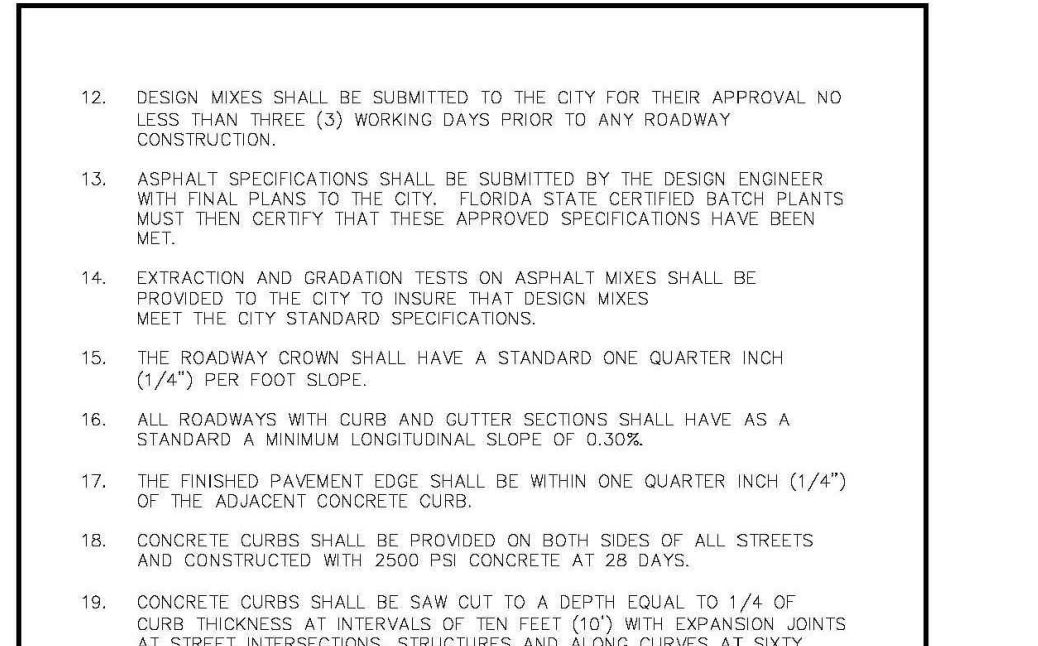 12. DESIGN MIXES SHALL BE SUBMITTED TO THE CITY FOR THEIR APPROVAL NO
LESS THAN THREE (3) WORKING DAYS PRIOR TO ANY ROADWAY
CONSTRUCTION.
13. ASPHALT SPECIFICATIONS SHALL BE SUBMITTED BY THE DESIGN ENGINEER
WITH FINAL PLANS TO THE CITY. FLORIDA STATE CERTIFIED BATCH PLANTS
MUST THEN CERTIFY THAT THESE APPROVED SPECIFICATIONS HAVE BEEN
MET.
14. EXTRACTION AND GRADATION TESTS ON ASPHALT MIXES SHALL BE
PROVIDED TO THE CITY TO INSURE THAT DESIGN MIXES
MEET THE CITY STANDARD SPECIFICATIONS.
15. THE ROADWAY CROWN SHALL HAVE A STANDARD ONE QUARTER INCH
(1/4") PER FOOT SLOPE.
16. ALL ROADWAYS WITH CURB AND GUTTER SECTIONS SHALL HAVE AS A
STANDARD A MINIMUM LONGITUDINAL SLOPE OF 0.30%.
17. THE FINISHED PAVEMENT EDGE SHALL BE WITHIN ONE QUARTER INCH (1/4")
OF THE ADJACENT CONCRETE CURB.
18. CONCRETE CURBS SHALL BE PROVIDED ON BOTH SIDES OF ALL STREETS
AND CONSTRUCTED WITH 2500 PSI CONCRETE AT 28 DAYS.
19. CONCRETE CURBS SHALL BE SAW CUT TO A DEPTH EQUAL TO 1/4 OF
CURB THICKNESS AT INTERVALS OF TEN FEET (10') WITH EXPANSION JOINTS
AT STREET INTERSECTIONS, STRUCTURES AND ALONG CURVES AT SIXTY